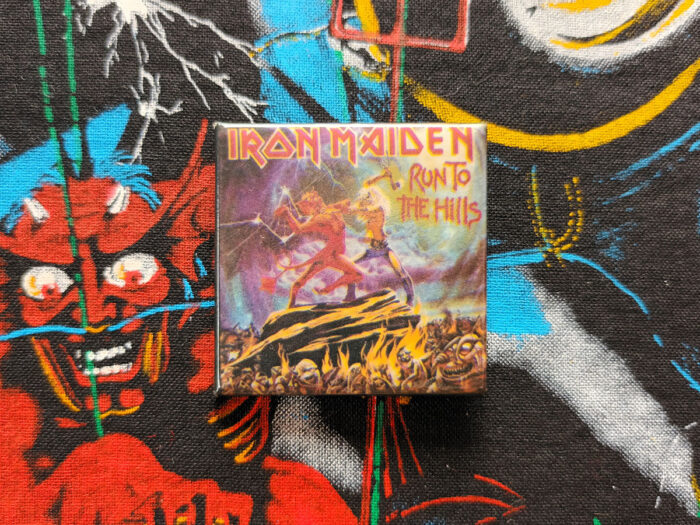 IRON MAIDEN
RUN TO
THE HillS